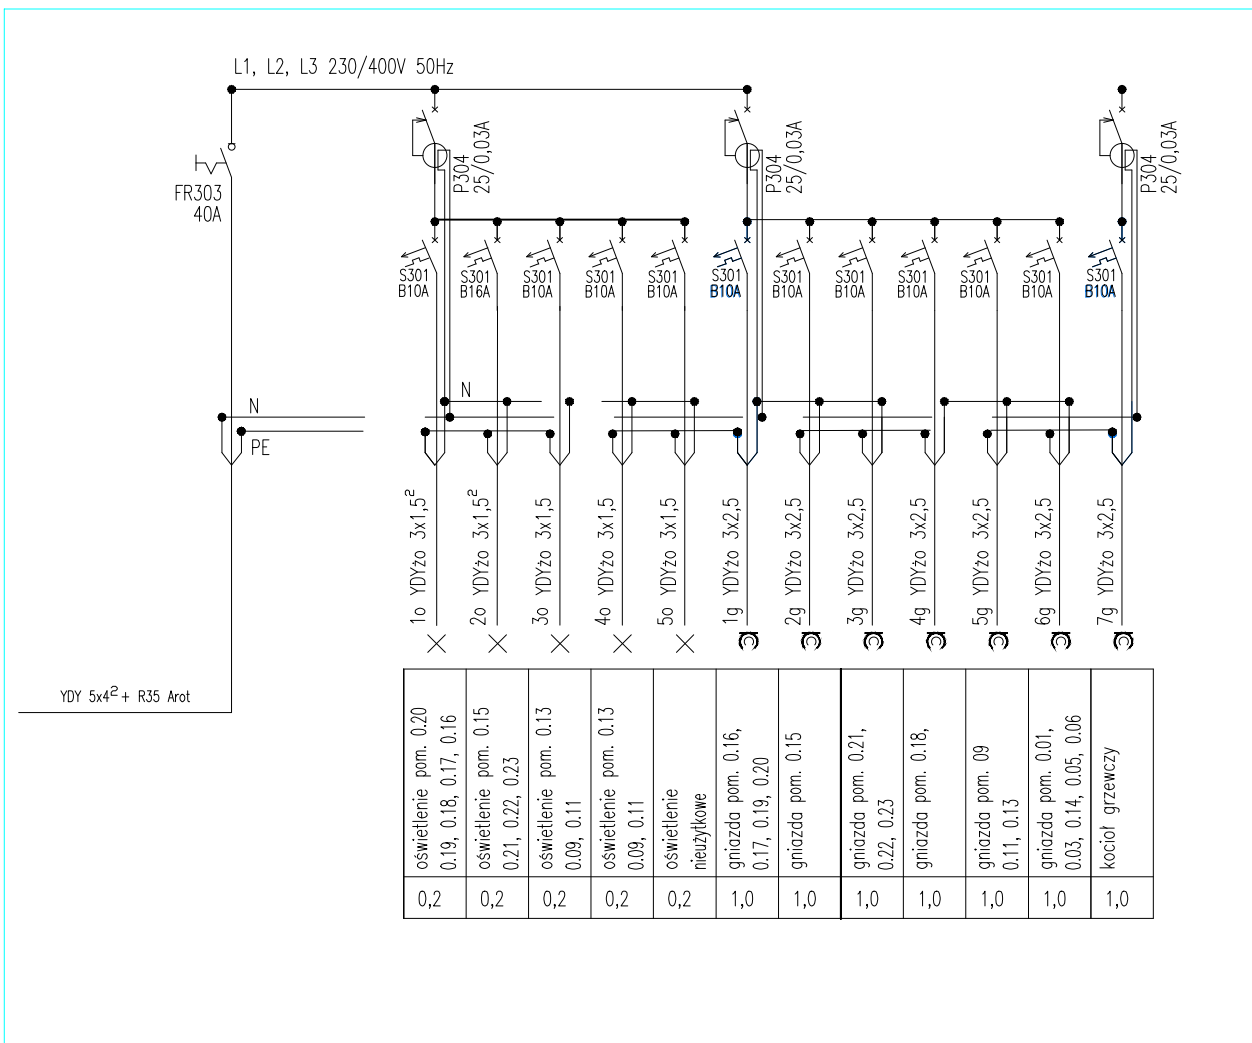 L1, L2, L3 230/400V 50Hz
FR303
40A
P304
25/0,03A
P304
25/0,03A
P304
25/0,03A
S301
B10A
S301
B16A
S301
B10A
S301
B10A
S301
B10A
S301
B10A
S301
B10A
S301
B10A
S301
B10A
S301
B10A
S301
B10A
S301
B10A
N
N
PE
1o YDYżo 3x1,5²
2o YDYżo 3x1,5²
3o YDYżo 3x1,5
4o YDYżo 3x1,5
5o YDYżo 3x1,5
1g YDYżo 3x2,5
2g YDYżo 3x2,5
3g YDYżo 3x2,5
4g YDYżo 3x2,5
5g YDYżo 3x2,5
6g YDYżo 3x2,5
7g YDYżo 3x2,5
YDY 5x4²+ R35 Arot
oświetlenie pom. 0.20
0.19, 0.18, 0.17, 0.16
oświetlenie pom. 0.15
0.21, 0.22, 0.23
oświetlenie pom. 0.13
0.09, 0.11
oświetlenie pom. 0.13
0.09, 0.11
oświetlenie
nieużytkowe
gniazda pom. 0.16,
0.17, 0.19, 0.20
gniazda pom. 0.15
gniazda pom. 0.21,
0.22, 0.23
gniazda pom. 0.18,
gniazda pom. 09
0.11, 0.13
gniazda pom. 0.01,
0.03, 0.14, 0.05, 0.06
kocioł grzewczy
0,2
0,2
0,2
0,2
0,2
1,0
1,0
1,0
1,0
1,0
1,0
1,0